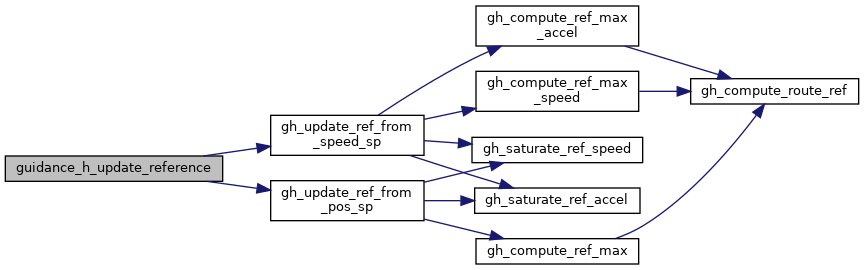 guidance_h_update_reference
gh_update_ref_from
_speed_sp
gh_update_ref_from
_pos_sp
gh_compute_ref_max
_accel
gh_compute_ref_max
_speed
gh_saturate_ref_speed
gh_saturate_ref_accel
gh_compute_ref_max
gh_compute_route_ref